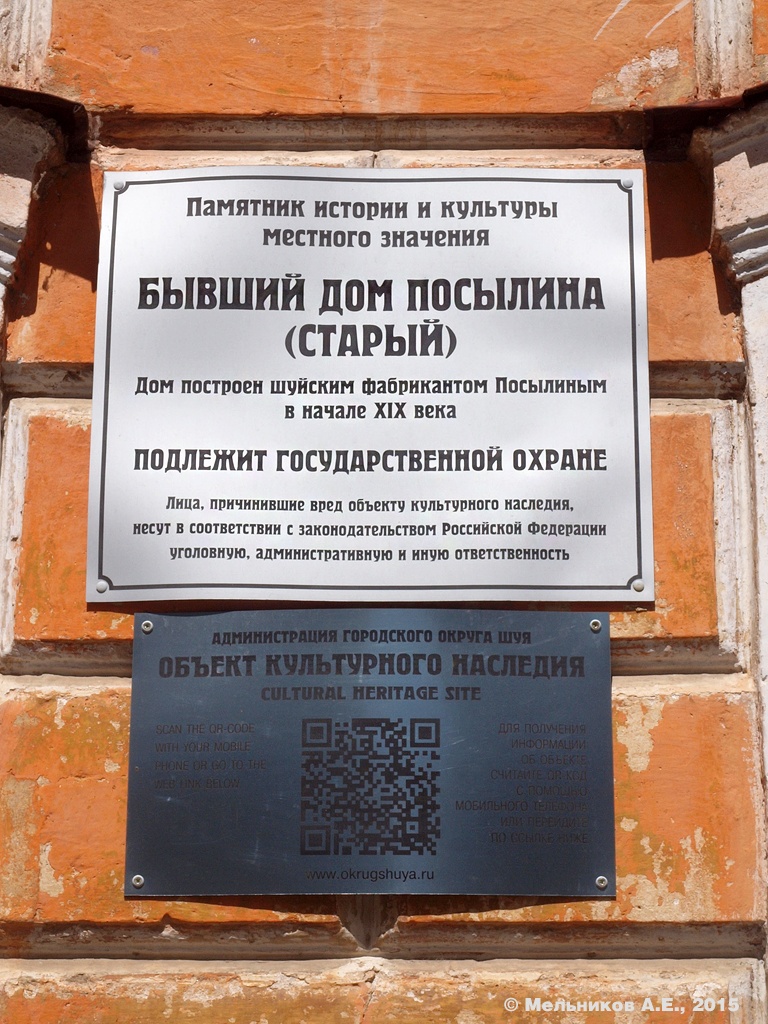 Памятник истории и культуры
местного значения
БЫВШИЙ ДОМ ПОСЫЛИНА
(СТАРЫЙ)
Дом построен шуйским фабрикантом Посылиным
в начале XIX века
ПОДЛЕЖИТ ГОСУДАРСТВЕННОЙ ОХРАНЕ
Лица, причинившие вред объекту культурного наследия,
несут в соответствии с законодательством Российской Федерации
уголовную, административную и иную ответственность
АДМИНИСТРАЦИЯ ГОРОДСКОГО ОКРУГА ШУЯ
ОБЪЕКТ КУЛЬТУРНОГО НАСЛЕДИЯ
CULTURAL HERITAGE SITE
SCAN THE QR-CODE
WITH YOUR MOBILE
PHONE OR GO TO THE
WEB LINK BELOW
ДЛЯ ПОЛУЧЕНИЯ
ИНФОРМАЦИИ
ОБ ОБЪЕКТЕ
СЧИТАЙТЕ QR-КОД
С ПОМОЩЬЮ
МОБИЛЬНОГО ТЕЛЕФОНА
ИЛИ ПЕРЕЙДИТЕ
ПО ССЫЛКЕ НИЖЕ
www.okrugshuya.ru
© Мельников А.Е., 2015